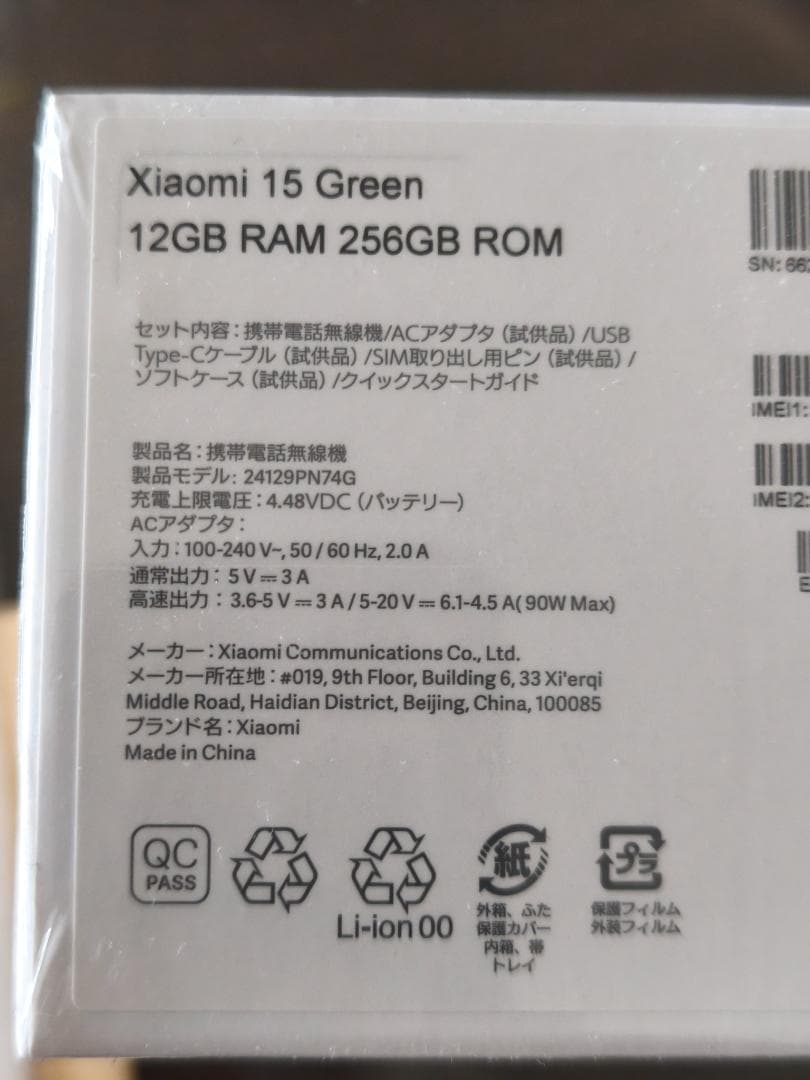 Xiaomi 15 Green
12GB RAM 256GB ROM
SN: 662
セット内容：携帯電話無線機/ACアダプタ（試供品）/USB
Type-Cケーブル（試供品）/SIM取り出し用ピン（試供品）/
ソフトケース（試供品）/クイックスタートガイド
IMEI1:
製品名：携帯電話無線機
製品モデル: 24129PN74G
充電上限電圧：4.48VDC（バッテリー）
IMEI2:
ACアダプタ：
入力：100-240 V~, 50 / 60 Hz, 2.0 A
通常出力： 5 V ⎓ 3 A
高速出力： 3.6-5 V ⎓ 3 A / 5-20 V ⎓ 6.1-4.5 A( 90W Max)
メーカー：Xiaomi Communications Co., Ltd.
メーカー所在地：#019, 9th Floor, Building 6, 33 Xi'erqi
Middle Road, Haidian District, Beijing, China, 100085
ブランド名：Xiaomi
Made in China
QC
PASS
Li-ion 00
紙
外箱、ふた
保護カバー
内箱、帯
トレイ
プラ
保護フィルム
外装フィルム